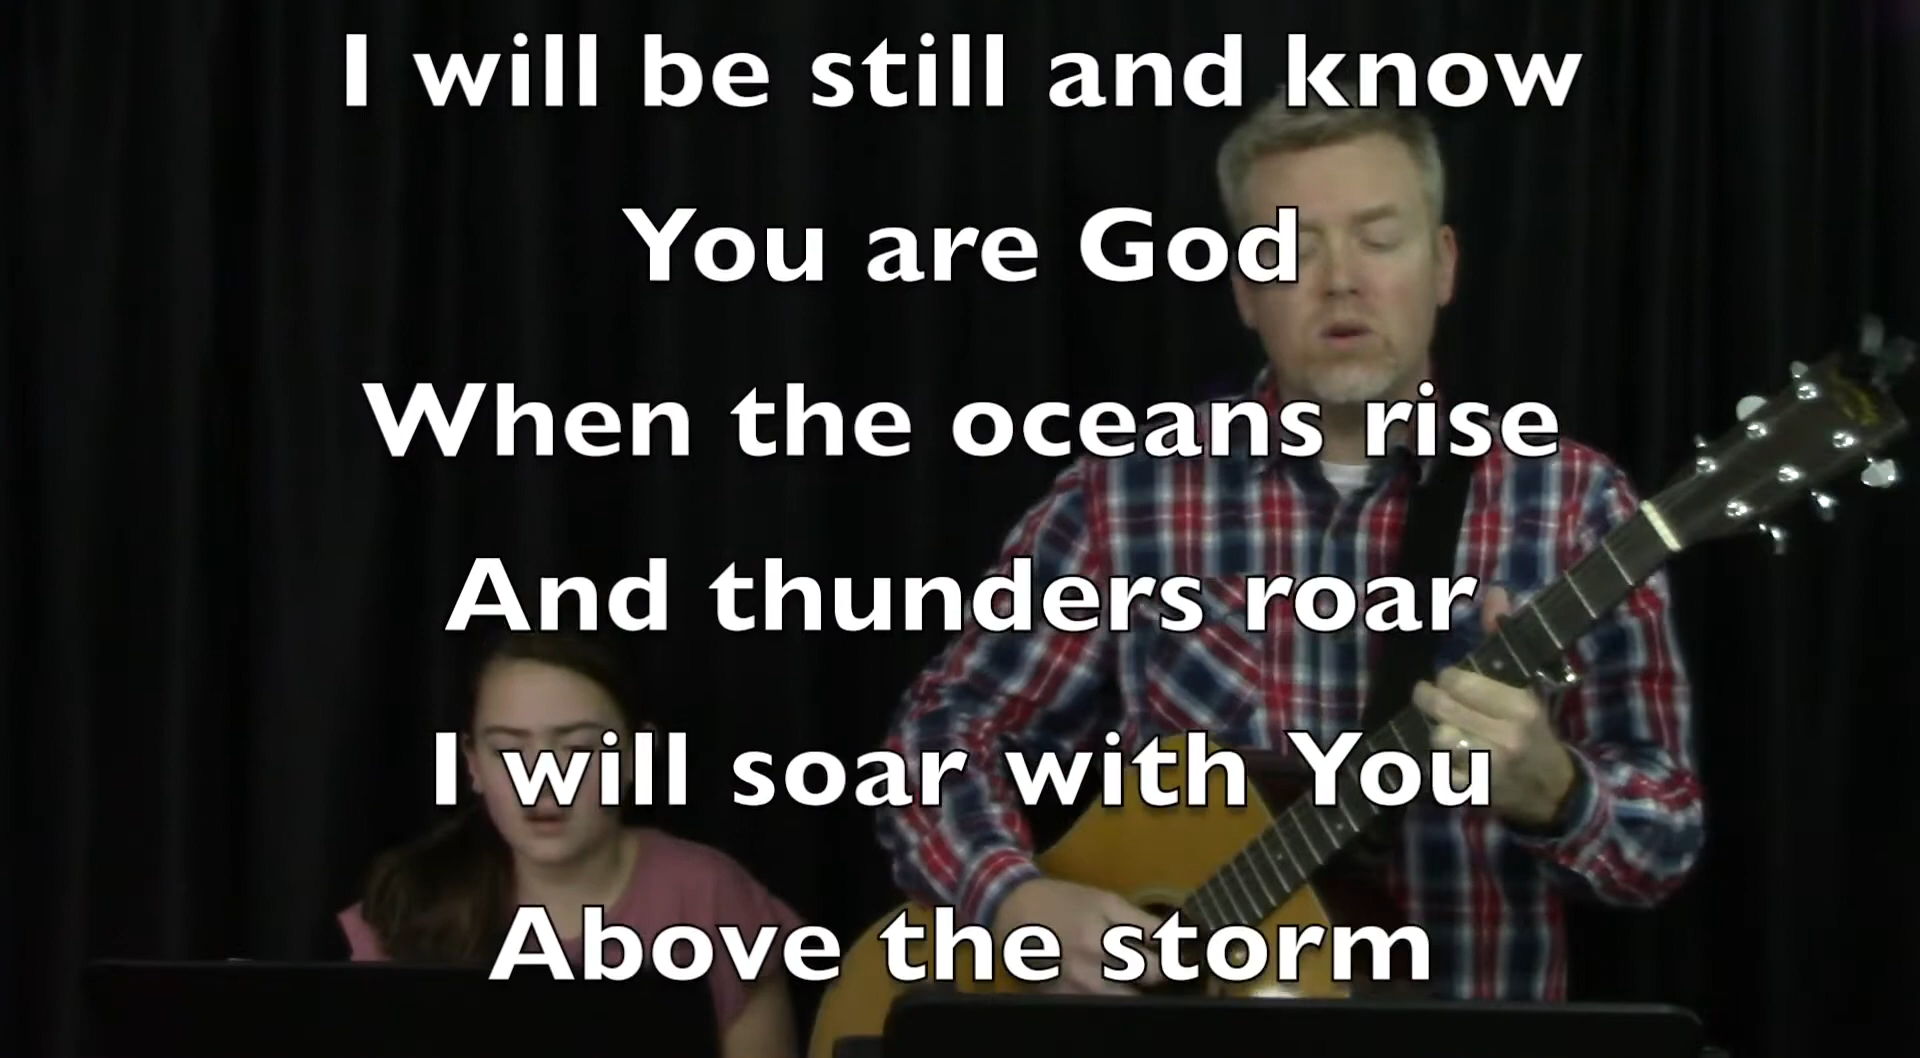 I will be still and know
You are God
When the oceans rise
And thunders roar
I will soar with You
Above the storm